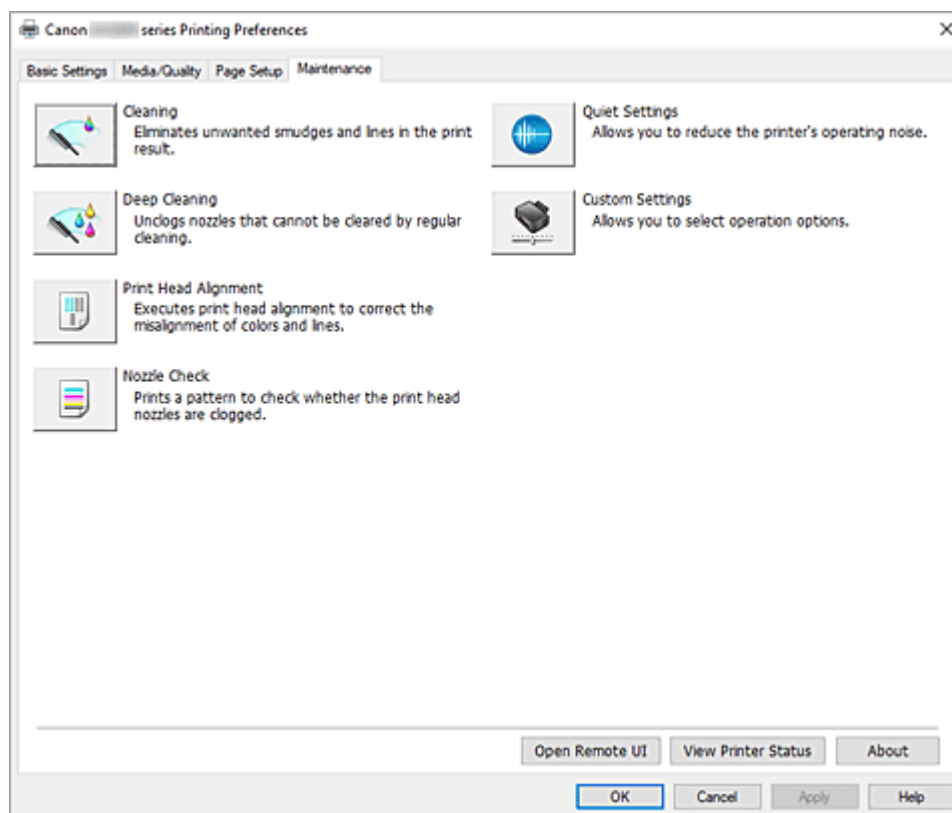 Canon series Printing Preferences
Basic Settings Media/Quality Page Setup Maintenance
Cleaning
Eliminates unwanted smudges and lines in the print
result.
Deep Cleaning
Unclogs nozzles that cannot be cleared by regular
cleaning.
Print Head Alignment
Executes print head alignment to correct the
misalignment of colors and lines.
Nozzle Check
Prints a pattern to check whether the print head
nozzles are clogged.
Quiet Settings
Allows you to reduce the printer's operating noise.
Custom Settings
Allows you to select operation options.
Open Remote UI View Printer Status About
OK Cancel Apply Help